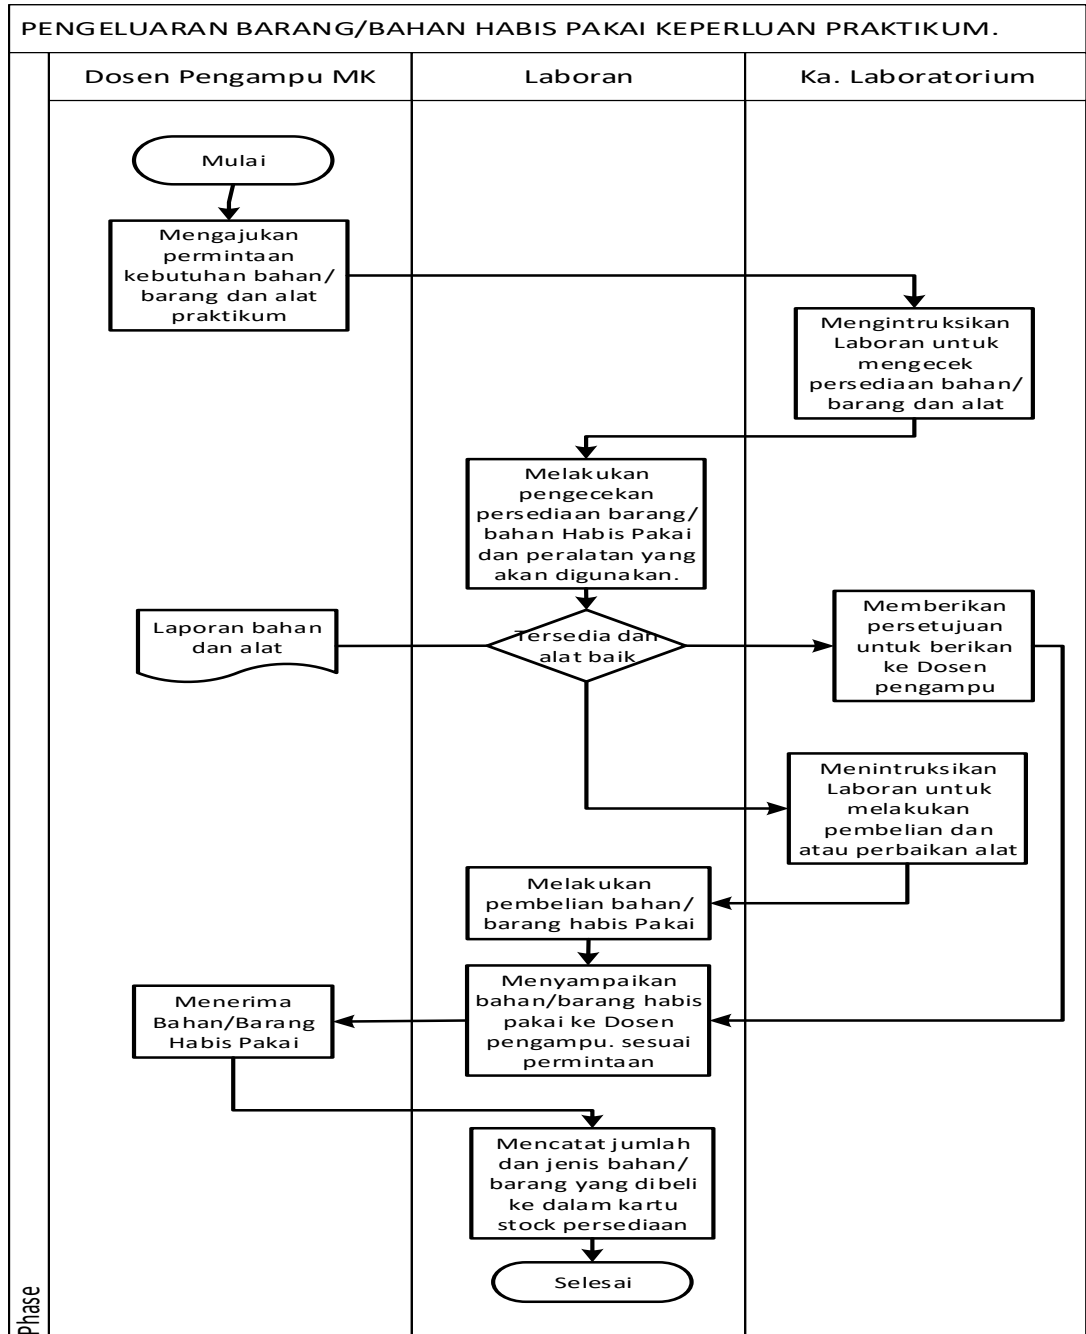 PENGELUARAN BARANG/BAHAN HABIS PAKAI KEPERLUAN PRAKTIKUM.
Dosen Pengampu MK
Laboran
Ka. Laboratorium
Mulai
Mengajukan
permintaan
kebutuhan bahan/
barang dan alat
praktikum
Mengintruksikan
Laboran untuk
mengecek
persediaan bahan/
barang dan alat
Melakukan
pengecekan
persediaan barang/
bahan Habis Pakai
dan peralatan yang
akan digunakan.
Laporan bahan
dan alat
Tersedia dan
alat baik
Memberikan
persetujuan
untuk berikan
ke Dosen
pengampu
Menintruksikan
Laboran untuk
melakukan
pembelian dan
atau perbaikan alat
Melakukan
pembelian bahan/
barang habis Pakai
Menyampaikan
bahan/barang habis
pakai ke Dosen
pengampu. sesuai
permintaan
Menerima
Bahan/Barang
Habis Pakai
Mencatat jumlah
dan jenis bahan/
barang yang dibeli
ke dalam kartu
stock persediaan
Selesai
Phase